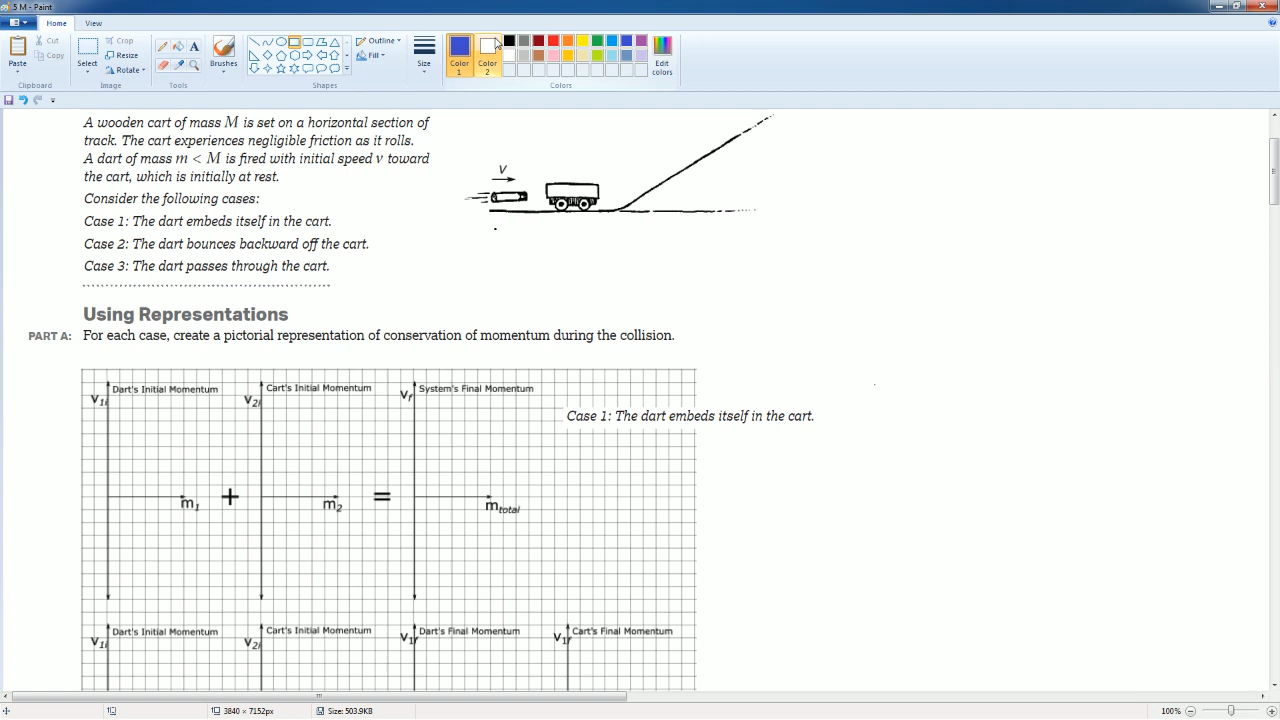 5 M - Paint
Home
View
Paste
Cut
Copy
Clipboard
Select
Crop
Resize
Rotate
Image
A
Tools
Brushes
Shapes
Outline
Fill
Size
Color
1
Color
2
Colors
Edit
colors
A wooden cart of mass M is set on a horizontal section of
track. The cart experiences negligible friction as it rolls.
A dart of mass m < M is fired with initial speed v toward
the cart, which is initially at rest.
Consider the following cases:
Case 1: The dart embeds itself in the cart.
Case 2: The dart bounces backward off the cart.
Case 3: The dart passes through the cart.
V
Using Representations
PART A: For each case, create a pictorial representation of conservation of momentum during the collision.
V1i Dart's Initial Momentum
V2i Cart's Initial Momentum
Vf System's Final Momentum
Case 1: The dart embeds itself in the cart.
m1 + m2 = mtotal
V1i Dart's Initial Momentum
V2i Cart's Initial Momentum
V1f Dart's Final Momentum
V1f Cart's Final Momentum
3840 × 7152px
Size: 503.9KB
100%